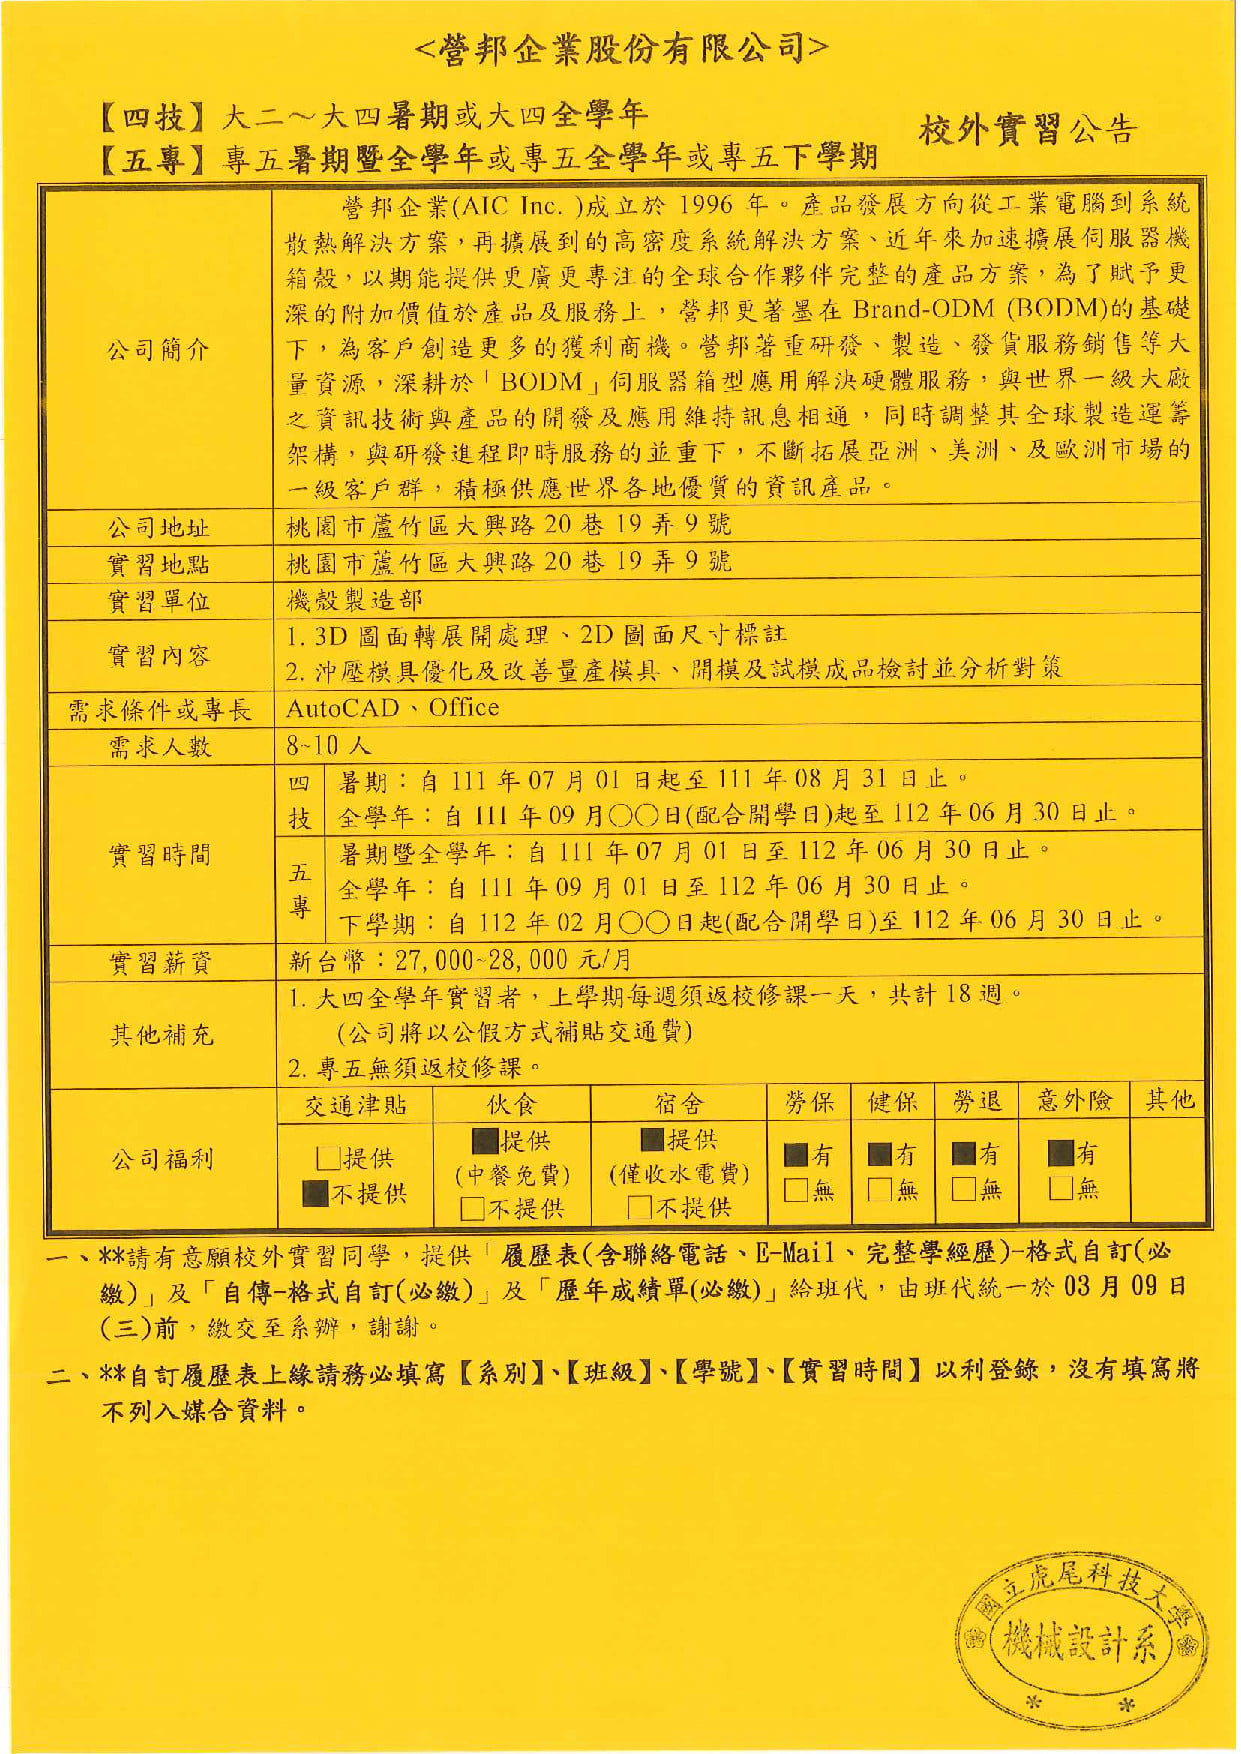 <營邦企業股份有限公司>
【四技】大二～大四暑期或大四全學年
校外實習公告
【五專】專五暑期暨全學年或專五全學年或專五下學期
公司簡介
營邦企業(AIC Inc. )成立於 1996 年。產品發展方向從工業電腦到系統
散熱解決方案，再擴展到的高密度系統解決方案、近年來加速擴展伺服器機
箱殼，以期能提供更廣更專注的全球合作夥伴完整的產品方案，為了賦予更
深的附加價值於產品及服務上，營邦更著墨在 Brand-ODM (BODM)的基礎
下，為客戶創造更多的獲利商機。營邦著重研發、製造、發貨服務銷售等大
量資源，深耕於「BODM」伺服器箱型應用解決硬體服務，與世界一級大廠
之資訊技術與產品的開發及應用維持訊息相通，同時調整其全球製造運籌
架構，與研發進程即時服務的並重下，不斷拓展亞洲、美洲、及歐洲市場的
一級客戶群，積極供應世界各地優質的資訊產品。
公司地址 桃園市蘆竹區大興路 20 巷 19 弄 9 號
實習地點 桃園市蘆竹區大興路 20 巷 19 弄 9 號
實習單位 機殼製造部
實習內容
1. 3D 圖面轉展開處理、2D 圖面尺寸標註
2. 沖壓模具優化及改善量產模具、開模及試模成品檢討並分析對策
需求條件或專長 AutoCAD、Office
需求人數 8~10 人
實習時間
四技
暑期：自 111 年 07 月 01 日起至 111 年 08 月 31 日止。
全學年：自 111 年 09 月○○日(配合開學日)起至 112 年 06 月 30 日止。
五專
暑期暨全學年：自 111 年 07 月 01 日至 112 年 06 月 30 日止。
全學年：自 111 年 09 月 01 日至 112 年 06 月 30 日止。
下學期：自 112 年 02 月○○日起(配合開學日)至 112 年 06 月 30 日止。
實習薪資 新台幣：27,000~28,000 元/月
其他補充
1. 大四全學年實習者，上學期每週須返校修課一天，共計 18 週。
(公司將以公假方式補貼交通費)
2. 專五無須返校修課。
公司福利
交通津貼 伙食 宿舍 勞保 健保 勞退 意外險 其他
□提供 ■提供 ■提供 ■有 ■有 ■有 ■有
(中餐免費) (僅收水電費)
■不提供 □不提供 □不提供 □無 □無 □無 □無
一、**請有意願校外實習同學，提供「履歷表(含聯絡電話、E-Mail、完整學經歷)-格式自訂(必
繳)」及「自傳-格式自訂(必繳)」及「歷年成績單(必繳)」給班代，由班代統一於 03 月 09 日
(三)前，繳交至系辦，謝謝。
二、**自訂履歷表上緣請務必填寫【系別】、【班級】、【學號】、【實習時間】以利登錄，沒有填寫將
不列入媒合資料。
國立虎尾科技大學
機械設計系